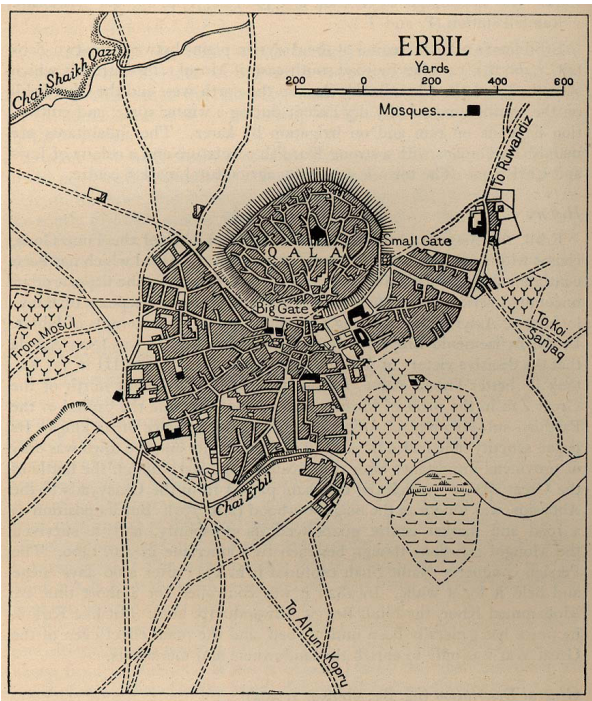 ERBIL
Yards
200 0 200 400 600
Mosques
Chai Shaikh Qazi
To Ruwandiz
QALA
Small Gate
Big Gate
To Koi
Sanjaq
From Mosul
Chai Erbil
To Altun Kopru